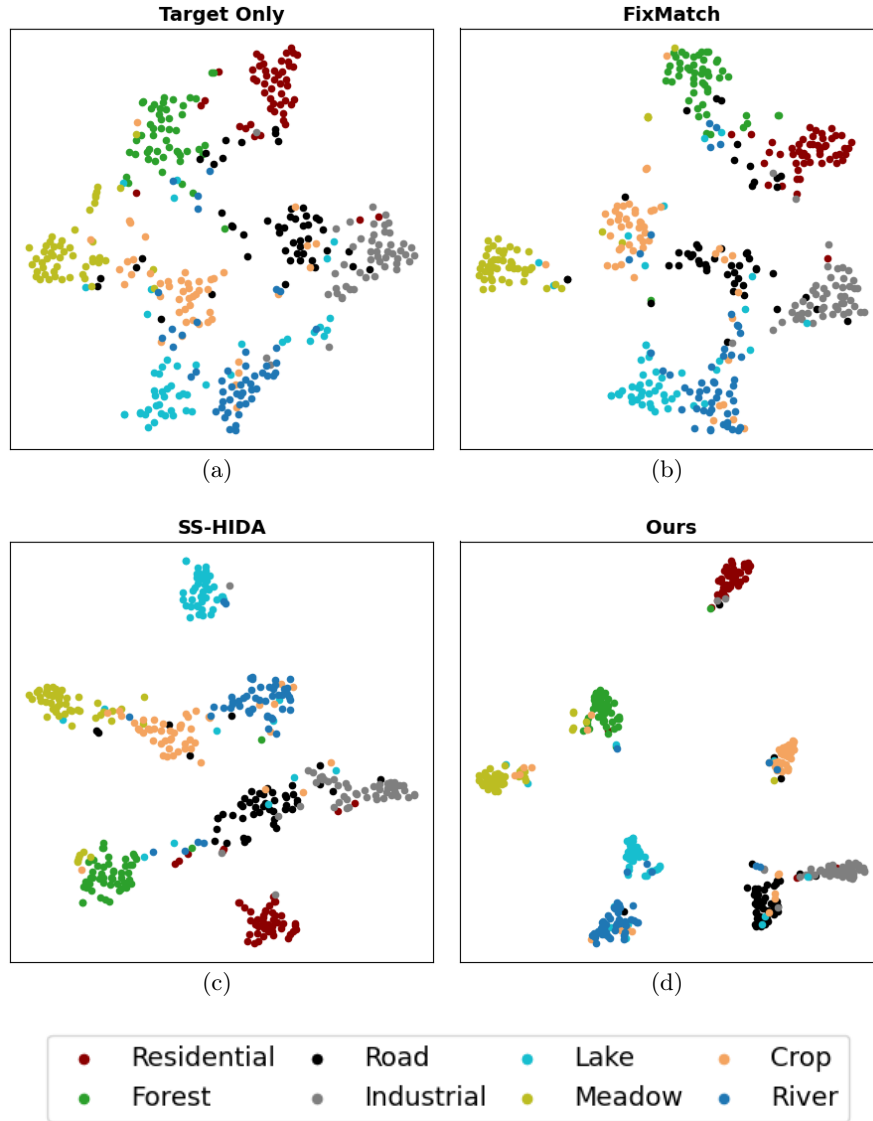 Target Only
FixMatch
(a)
(b)
SS-HIDA
Ours
(c)
(d)
Residential
Road
Lake
Crop
Forest
Industrial
Meadow
River